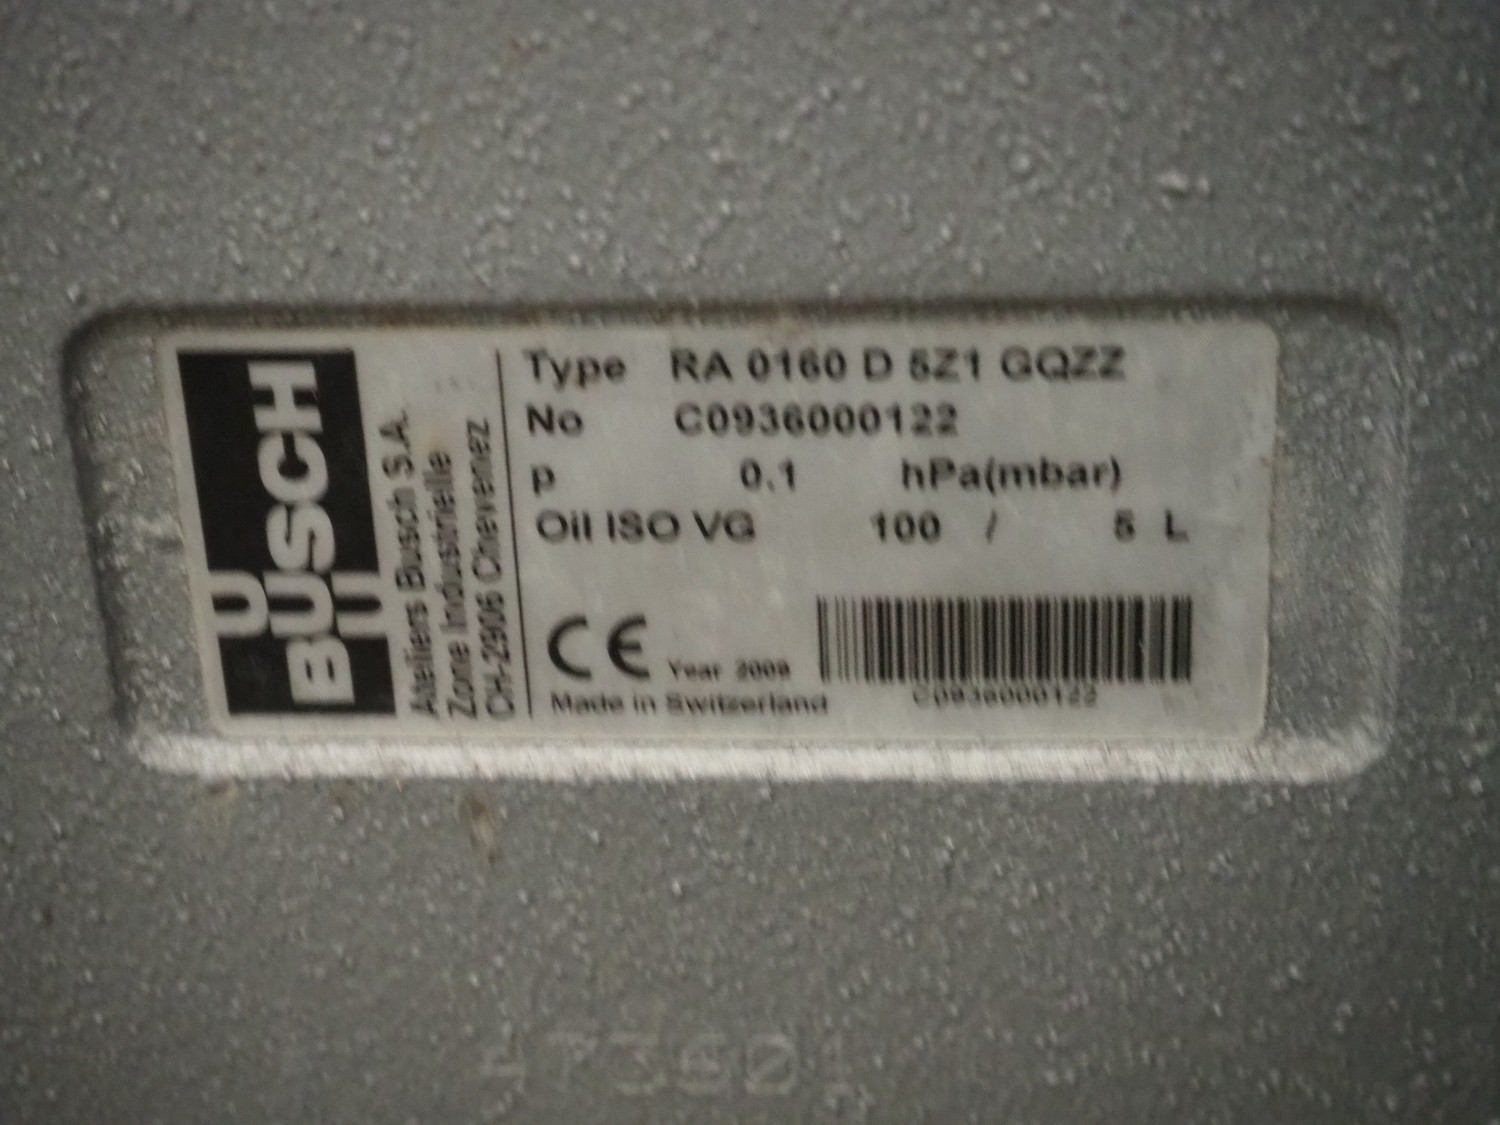 BUSCH
Ateliers Busch S.A.
Zone Industrielle
CH-2906 Chevenez
Type RA 0160 D 5Z1 GQZZ
No C0936000122
p 0.1 hPa(mbar)
Oil ISO VG 100 / 5 L
CE Year 2009
Made in Switzerland
C0936000122
473601